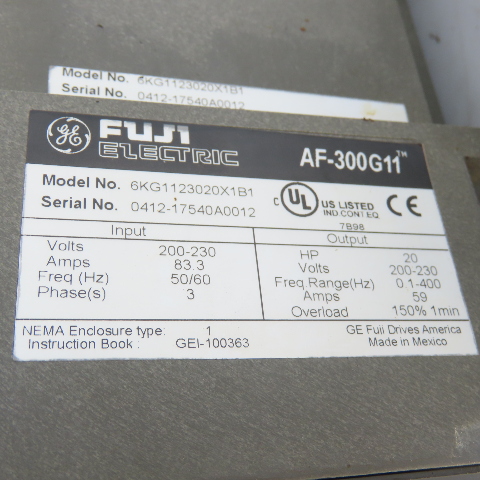 Model No. 6KG1123020X1B1
Serial No. 0412-17540A0012
GE FUJI ELECTRIC AF-300G11™
Model No. 6KG1123020X1B1
Serial No. 0412-17540A0012
C UL US LISTED IND.CONT.EQ. CE
7B98
Input
Volts 200-230
Amps 83.3
Freq (Hz) 50/60
Phase(s) 3
Output
HP 20
Volts 200-230
Freq.Range(Hz) 0.1-400
Amps 59
Overload 150% 1min
NEMA Enclosure type: 1
Instruction Book : GEI-100363
GE Fuji Drives America
Made in Mexico